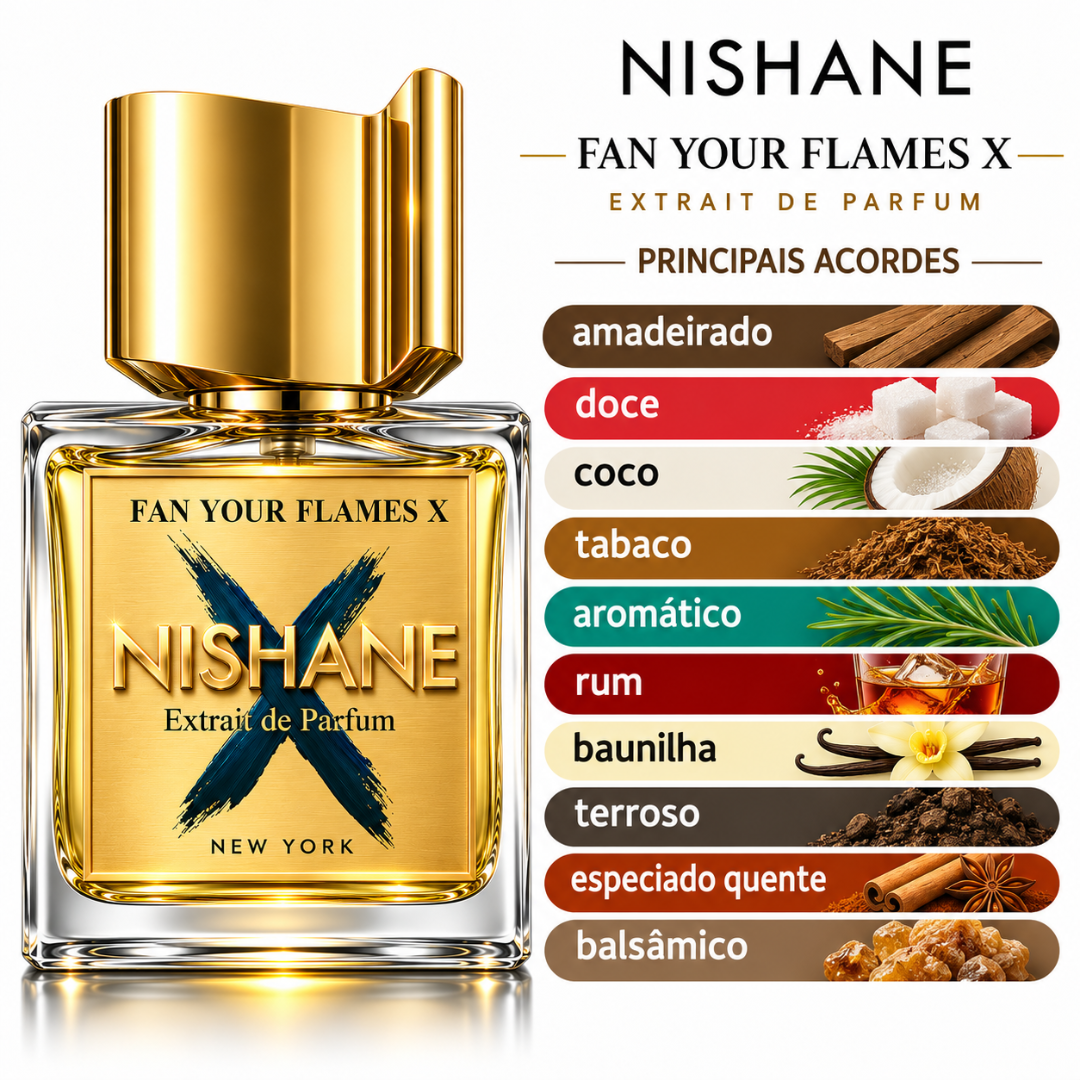 FAN YOUR FLAMES X
NISHANE
Extrait de Parfum
NEW YORK
NISHANE
FAN YOUR FLAMES X
EXTRAIT DE PARFUM
PRINCIPAIS ACORDES
amadeirado
doce
coco
tabaco
aromático
rum
baunilha
terroso
especiado quente
balsâmico